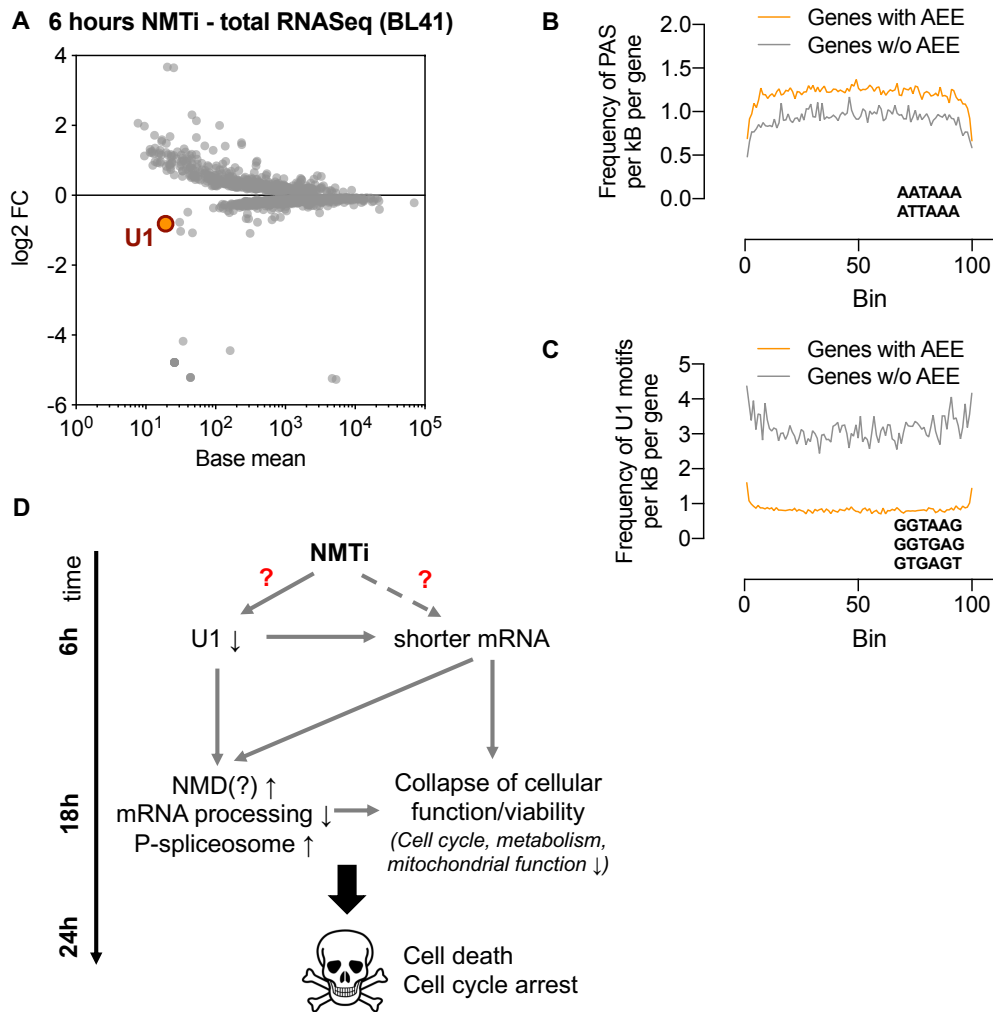 A 6 hours NMTi - total RNASeq (BL41)
log2 FC
4
2
0
-2
-4
-6
U1
10^0 10^1 10^2 10^3 10^4 10^5
Base mean
B
Genes with AEE
Genes w/o AEE
Frequency of PAS
per kB per gene
2.0
1.5
1.0
0.5
0.0
AATAAA
ATTAAA
0 50 100
Bin
C
Genes with AEE
Genes w/o AEE
Frequency of U1 motifs
per kB per gene
5
4
3
2
1
0
GGTAAG
GGTGAG
GTGAGT
0 50 100
Bin
D
time
6h
18h
24h
NMTi
? ?
U1 ↓
shorter mRNA
NMD(?) ↑
mRNA processing ↓
P-spliceosome ↑
Collapse of cellular
function/viability
(Cell cycle, metabolism,
mitochondrial function ↓)
Cell death
Cell cycle arrest